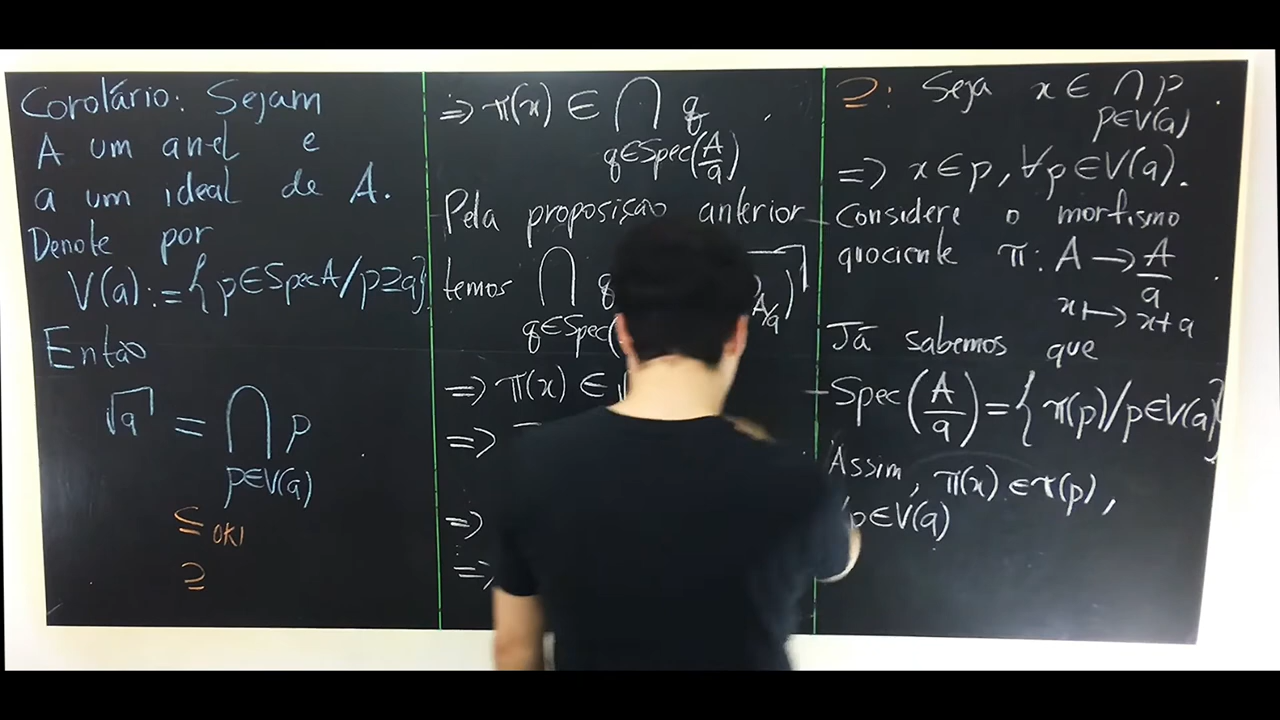 Corolário: Sejam
A um anel e
a um ideal de A.
Denote por
V(a) := { p∈Spec A / p⊇a}
Então
√a = ⋂ p
p∈V(a)
⊆ OK!
⊇
=> π(x) ∈ ⋂ q
q∈Spec(A/a)
Pela proposição anterior
temos ⋂ q A/a)
q∈Spec(
=> π(x) ∈ √
=>
=>
=>
⊇: Seja x∈ ⋂ p
p∈V(a)
=> x∈p, ∀p∈V(a).
Considere o morfismo
quociente π: A → A/a
x ↦ x+a
Já sabemos que
Spec(A/a) = { π(p) / p∈V(a)}
Assim, π(x) ∈ π(p),
p∈V(a)